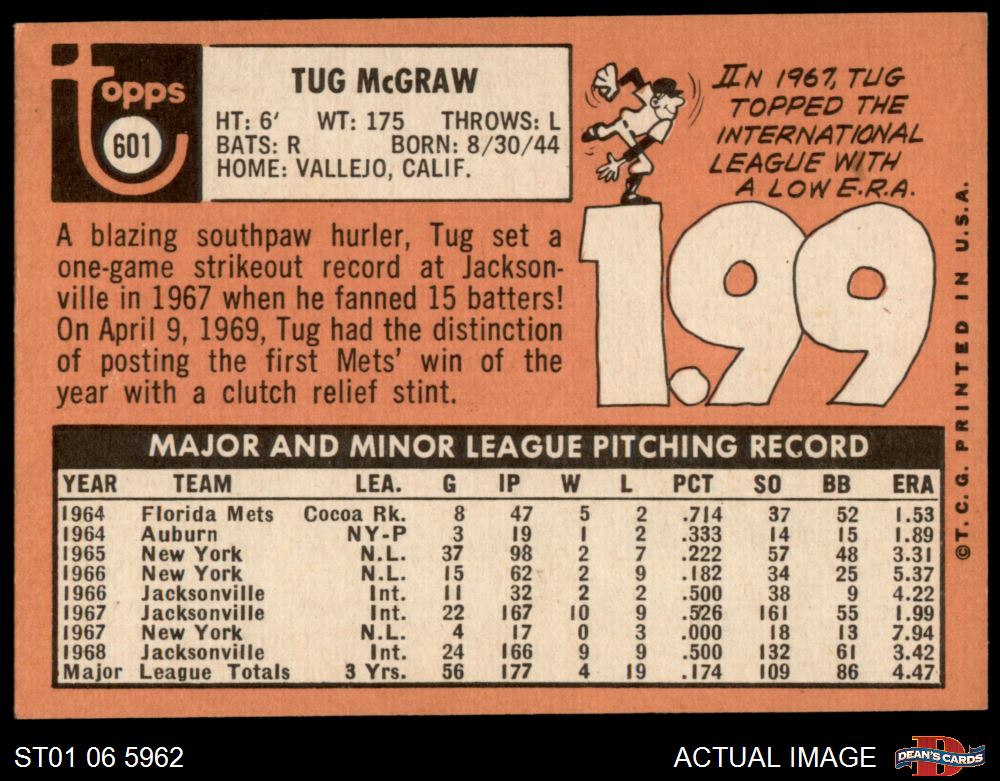 Topps
601
TUG McGRAW
HT: 6' WT: 175 THROWS: L
BATS: R BORN: 8/30/44
HOME: VALLEJO, CALIF.
IN 1967, TUG
TOPPED THE
INTERNATIONAL
LEAGUE WITH
A LOW E.R.A.
1.99
A blazing southpaw hurler, Tug set a
one-game strikeout record at Jackson-
ville in 1967 when he fanned 15 batters!
On April 9, 1969, Tug had the distinction
of posting the first Mets' win of the
year with a clutch relief stint.
MAJOR AND MINOR LEAGUE PITCHING RECORD
YEAR TEAM LEA. G IP W L PCT SO BB ERA
1964 Florida Mets Cocoa Rk. 8 47 5 2 .714 37 52 1.53
1964 Auburn NY-P 3 19 1 2 .333 14 15 1.89
1965 New York N.L. 37 98 2 7 .222 57 48 3.31
1966 New York N.L. 15 62 2 9 .182 34 25 5.37
1966 Jacksonville Int. 11 32 2 2 .500 38 9 4.22
1967 Jacksonville Int. 22 167 10 9 .526 161 55 1.99
1967 New York N.L. 4 17 0 3 .000 18 13 7.94
1968 Jacksonville Int. 24 166 9 9 .500 132 61 3.42
Major League Totals 3 Yrs. 56 177 4 19 .174 109 86 4.47
©T.C.G. PRINTED IN U.S.A.
ST01 06 5962
ACTUAL IMAGE
D
DEAN'S CARDS